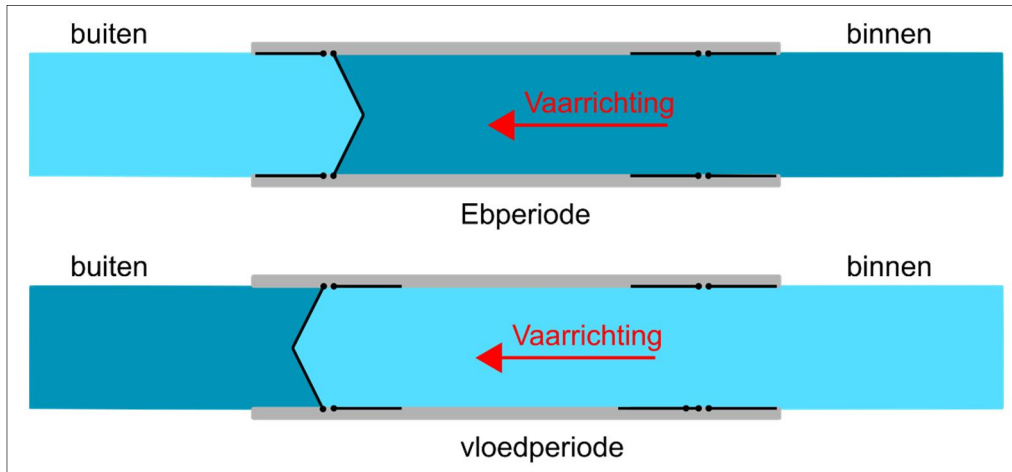 buiten
binnen
Vaarrichting
Ebperiode
buiten
binnen
Vaarrichting
vloedperiode